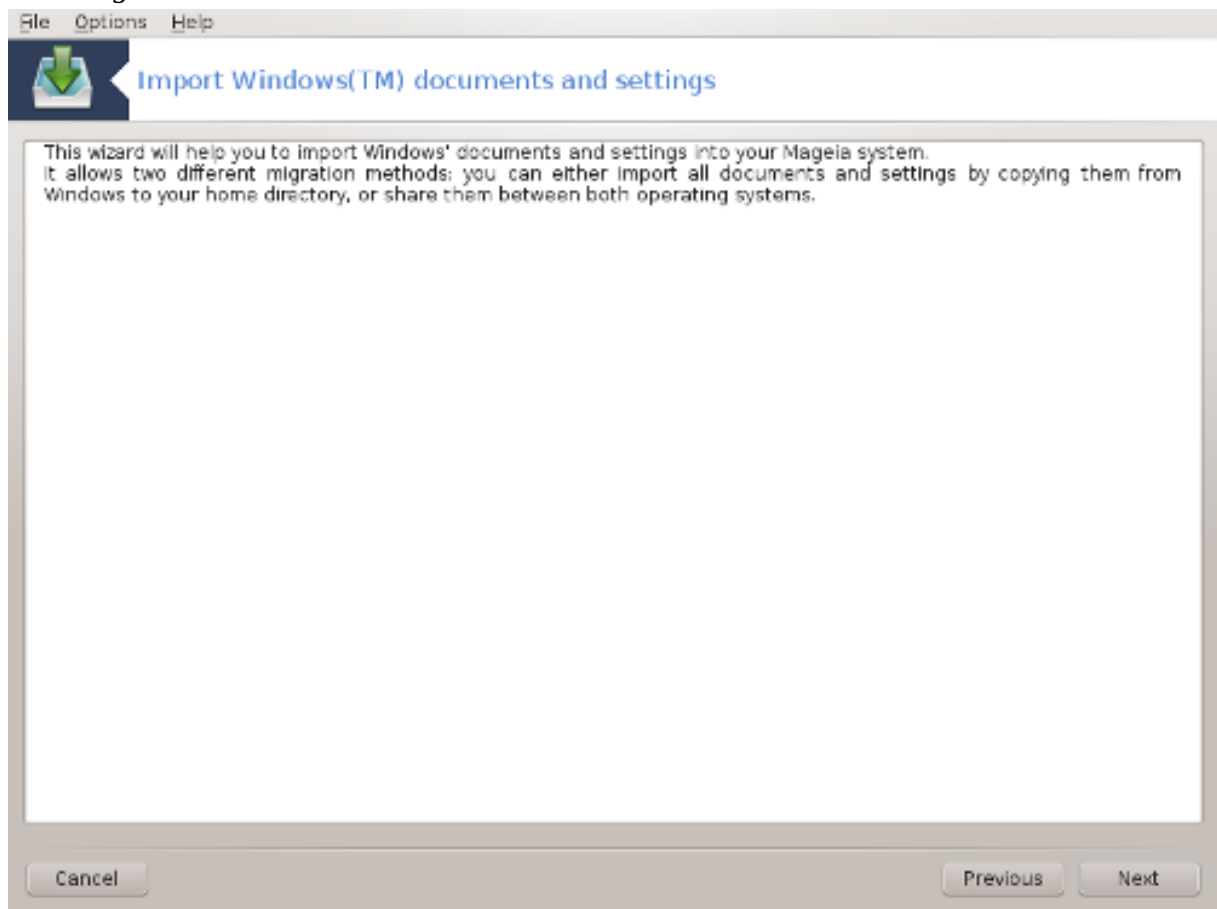 File Options Help
Import Windows(TM) documents and settings
This wizard will help you to import Windows' documents and settings into your Mageia system.
It allows two different migration methods: you can either import all documents and settings by copying them from
Windows to your home directory, or share them between both operating systems.
Cancel Previous Next